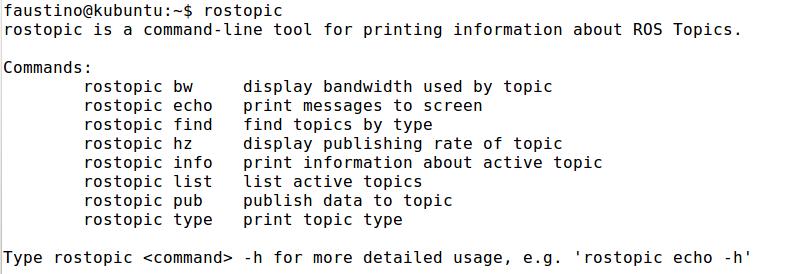 faustino@kubuntu:~$ rostopic
rostopic is a command-line tool for printing information about ROS Topics.

Commands:
        rostopic bw     display bandwidth used by topic
        rostopic echo   print messages to screen
        rostopic find   find topics by type
        rostopic hz     display publishing rate of topic
        rostopic info   print information about active topic
        rostopic list   list active topics
        rostopic pub    publish data to topic
        rostopic type   print topic type

Type rostopic <command> -h for more detailed usage, e.g. 'rostopic echo -h'